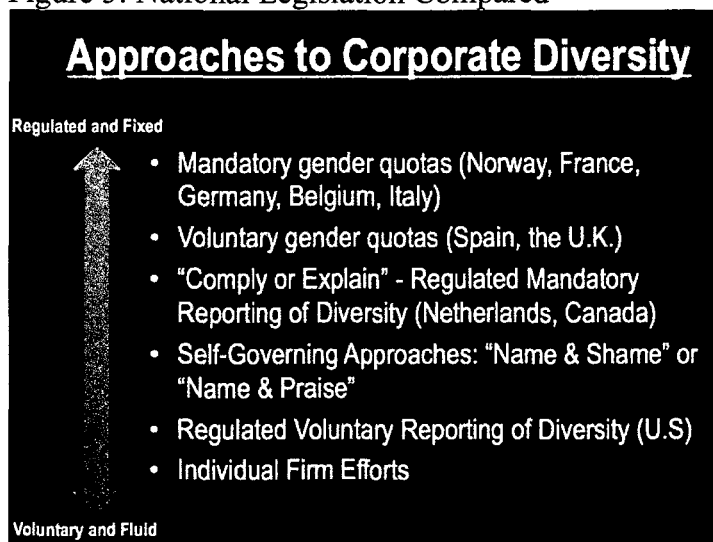 Figure 5: National Legislation Compared
Approaches to Corporate Diversity
Regulated and Fixed
• Mandatory gender quotas (Norway, France,
Germany, Belgium, Italy)
• Voluntary gender quotas (Spain, the U.K.)
• “Comply or Explain” - Regulated Mandatory
Reporting of Diversity (Netherlands, Canada)
• Self-Governing Approaches: “Name & Shame” or
“Name & Praise”
• Regulated Voluntary Reporting of Diversity (U.S)
• Individual Firm Efforts
Voluntary and Fluid